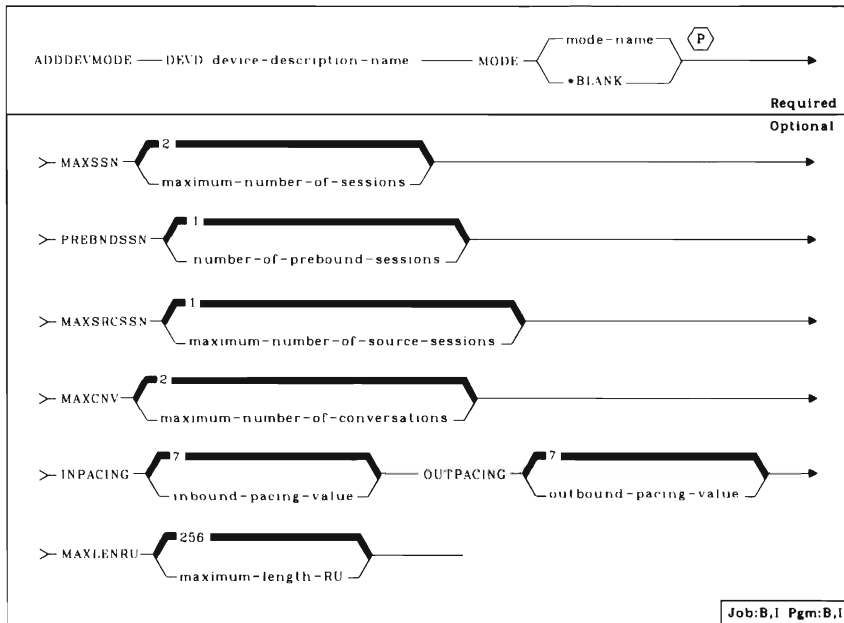 mode-name P
ADDDEVMODE DEVD device-description-name MODE
*BLANK
Required
Optional
2
MAXSSN
maximum-number-of-sessions
1
PREBNDSSN
number-of-prebound-sessions
1
MAXSRCSSN
maximum-number-of-source-sessions
2
MAXCNV
maximum-number-of-conversations
7 7
INPACING OUTPACING
inbound-pacing-value outbound-pacing-value
256
MAXLENRU
maximum-length-RU
Job:B,I Pgm:B,I